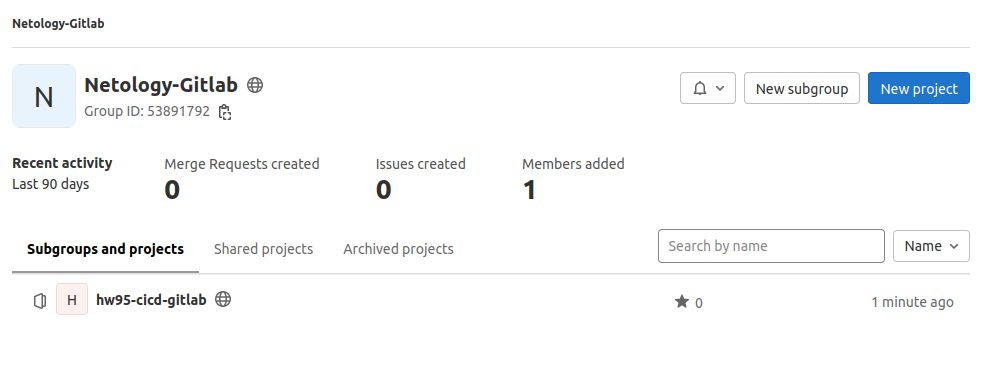 Netology-Gitlab
N
Netology-Gitlab
Group ID: 53891792
New subgroup
New project
Recent activity
Last 90 days
Merge Requests created
0
Issues created
0
Members added
1
Subgroups and projects
Shared projects
Archived projects
Search by name
Name
H
hw95-cicd-gitlab
0
1 minute ago